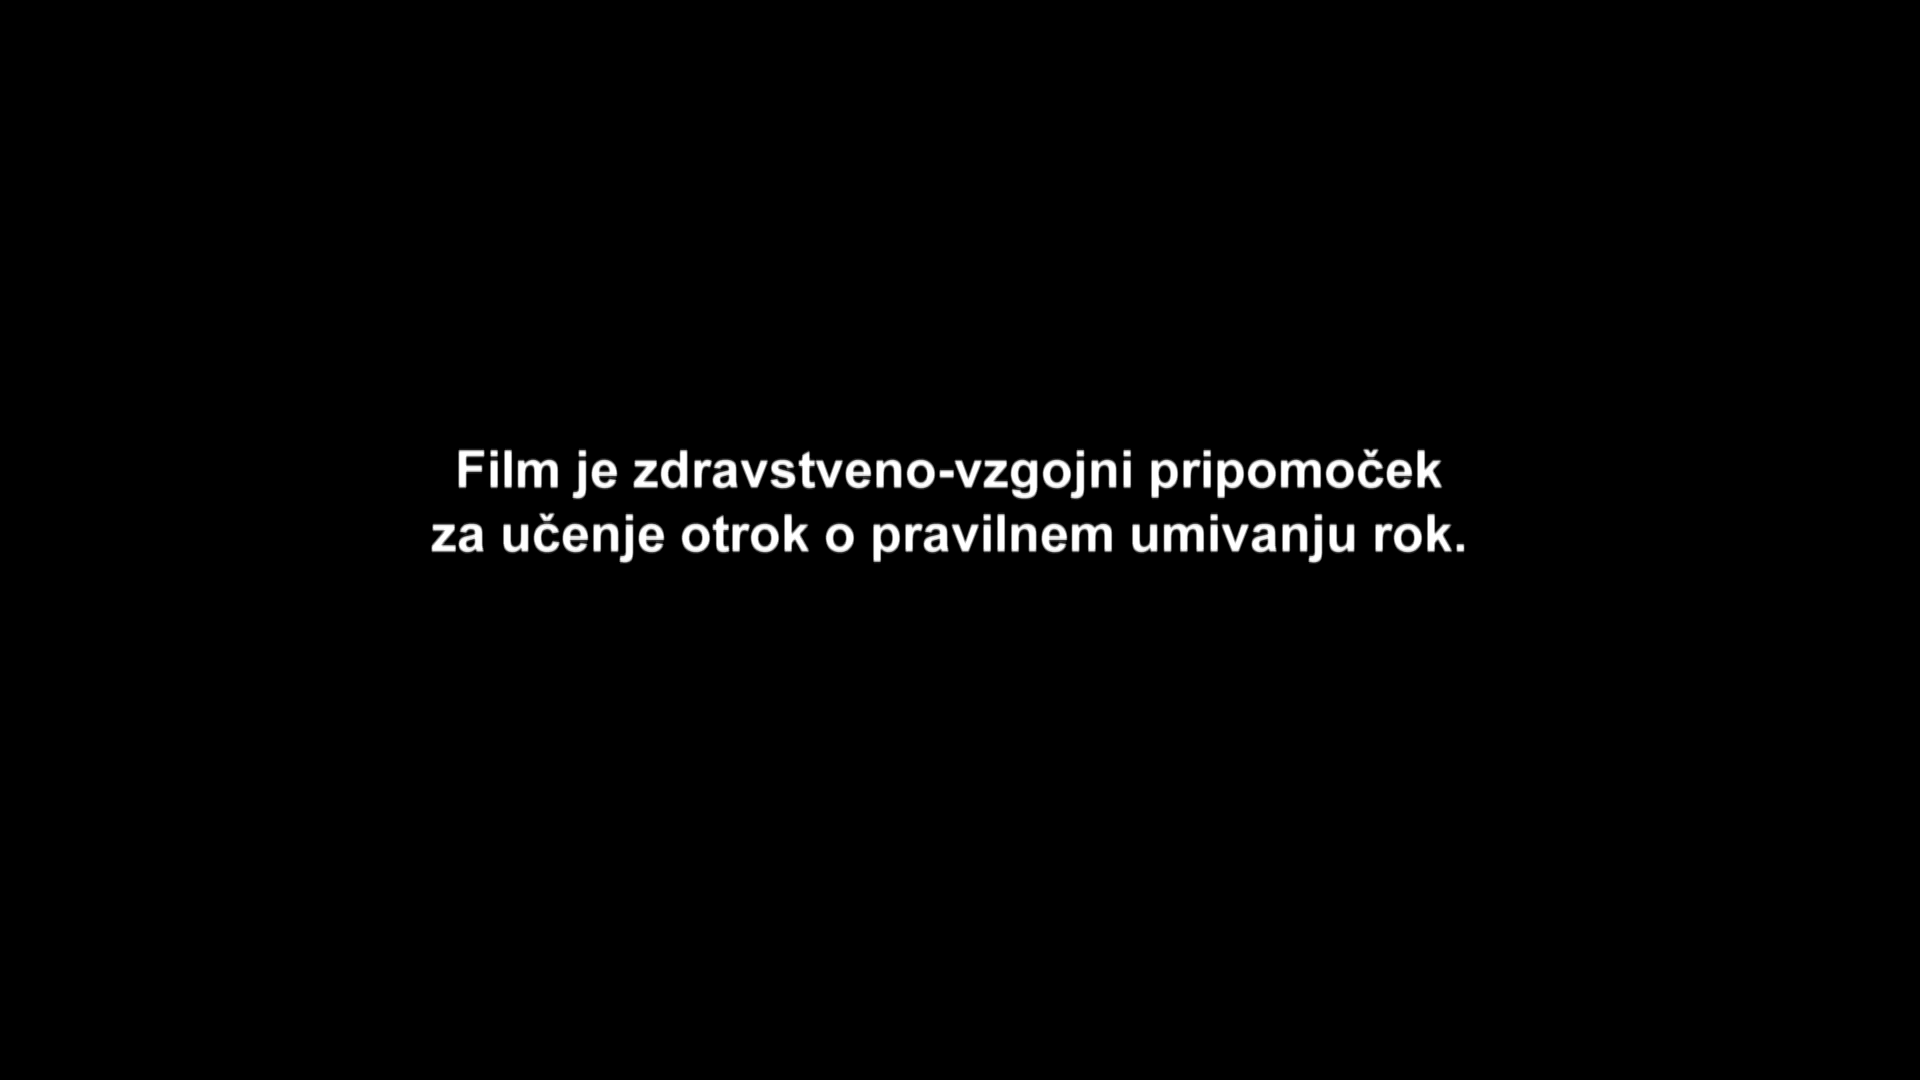 Film je zdravstveno-vzgojni pripomoček
za učenje otrok o pravilnem umivanju rok.